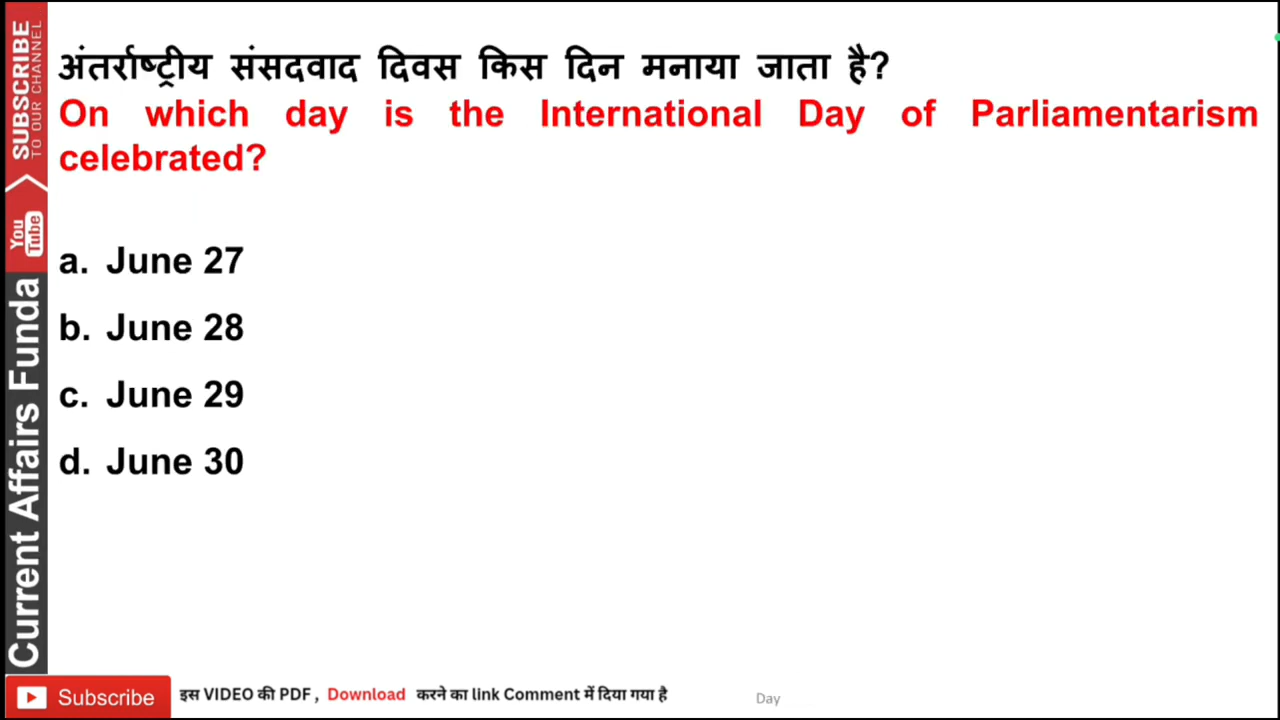 अंतर्राष्ट्रीय संसदवाद दिवस किस दिन मनाया जाता है?
On which day is the International Day of Parliamentarism
celebrated?
a. June 27
b. June 28
c. June 29
d. June 30
SUBSCRIBE
TO OUR CHANNEL
You
Tube
Current Affairs Funda
Subscribe
इस VIDEO की PDF , Download करने का link Comment में दिया गया है
Day